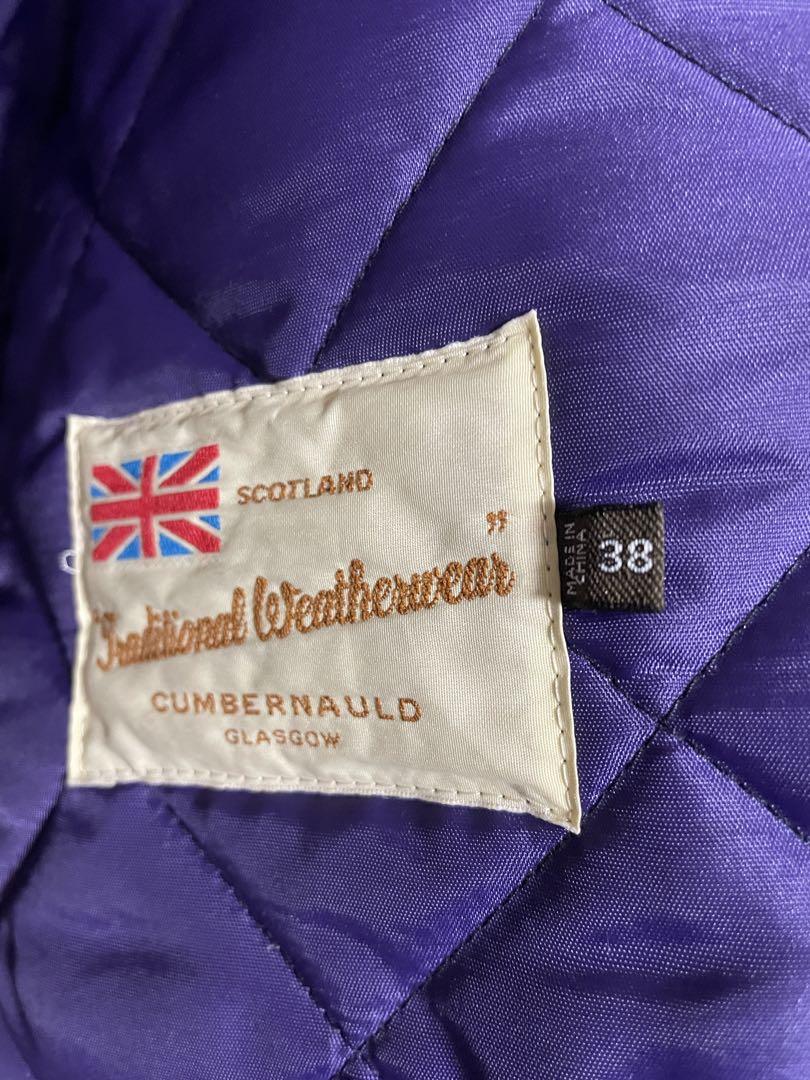 SCOTLAND
"Traditional Weatherwear"
CUMBERNAULD
GLASGOW
MADE IN
CHINA
38